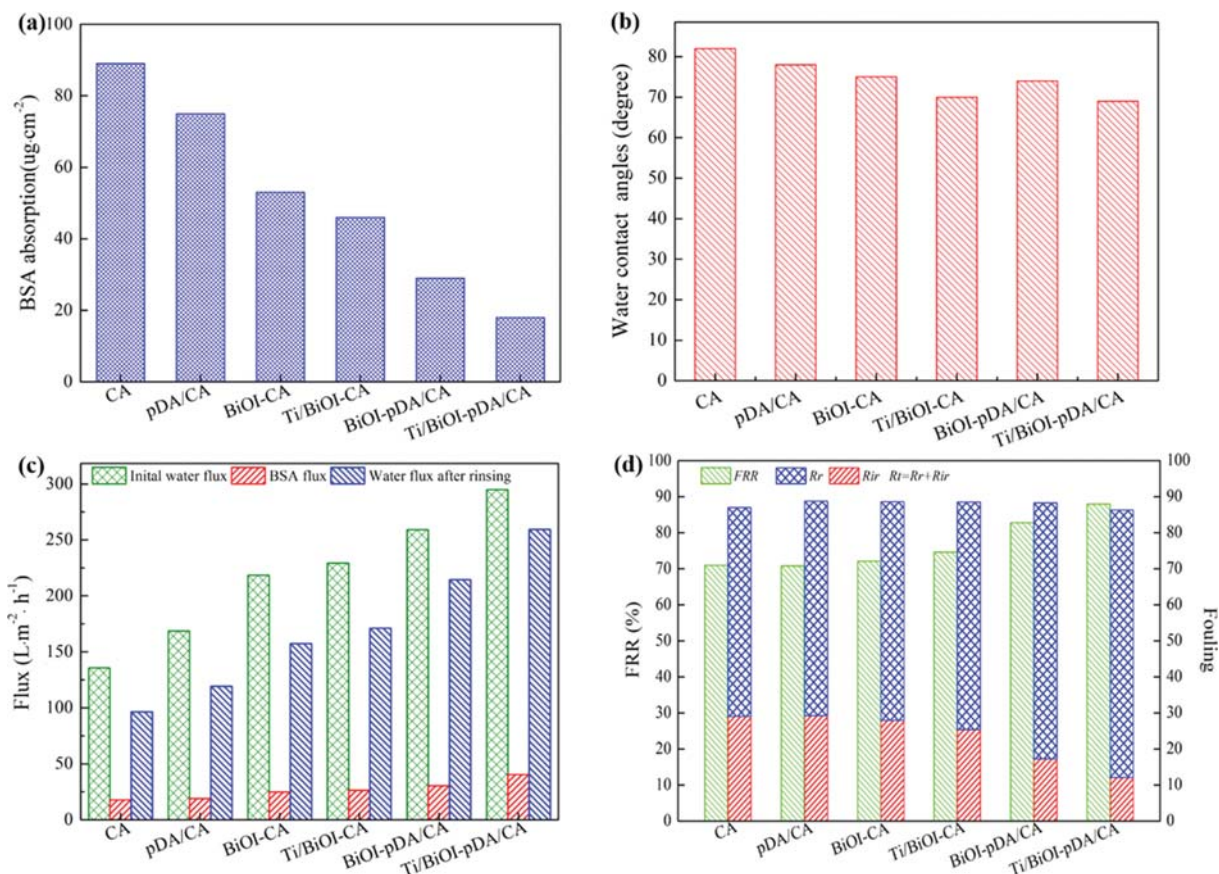 (a)
100
80
60
40
20
0
BSA absorption(ug·cm⁻²)
CA
pDA/CA
BiOI-CA
Ti/BiOI-CA
BiOI-pDA/CA
Ti/BiOI-pDA/CA
(b)
80
70
60
50
40
30
20
10
0
Water contact angles (degree)
CA
pDA/CA
BiOI-CA
Ti/BiOI-CA
BiOI-pDA/CA
Ti/BiOI-pDA/CA
(c)
Inital water flux BSA flux Water flux after rinsing
300
250
200
150
100
50
0
Flux (L·m⁻²· h⁻¹)
CA
pDA/CA
BiOI-CA
Ti/BiOI-CA
BiOI-pDA/CA
Ti/BiOI-pDA/CA
(d)
FRR Rr Rir Rt=Rr+Rir
100
90
80
70
60
50
40
30
20
10
0
FRR (%)
100
80
60
40
20
0
Fouling
CA
pDA/CA
BiOI-CA
Ti/BiOI-CA
BiOI-pDA/CA
Ti/BiOI-pDA/CA